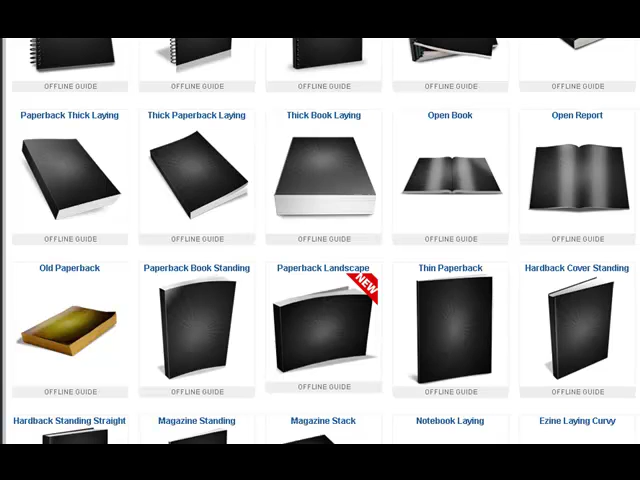 OFFLINE GUIDE OFFLINE GUIDE OFFLINE GUIDE OFFLINE GUIDE OFFLINE GUIDE
Paperback Thick Laying Thick Paperback Laying Thick Book Laying Open Book Open Report
OFFLINE GUIDE OFFLINE GUIDE OFFLINE GUIDE OFFLINE GUIDE OFFLINE GUIDE
Old Paperback Paperback Book Standing Paperback Landscape Thin Paperback Hardback Cover Standing
NEW
OFFLINE GUIDE OFFLINE GUIDE OFFLINE GUIDE OFFLINE GUIDE OFFLINE GUIDE
Hardback Standing Straight Magazine Standing Magazine Stack Notebook Laying Ezine Laying Curvy